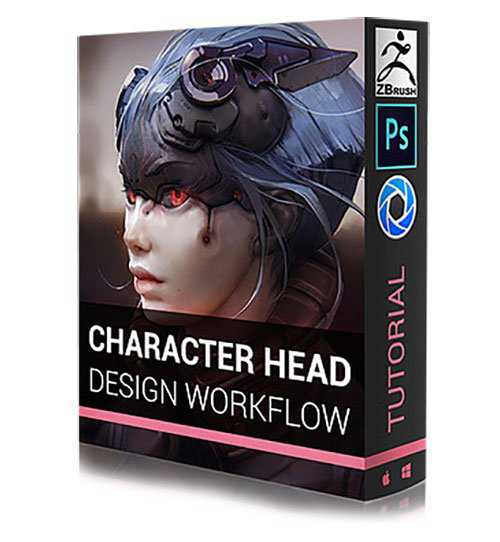 CHARACTER HEAD
DESIGN WORKFLOW
ZBRUSH
Ps
TUTORIAL